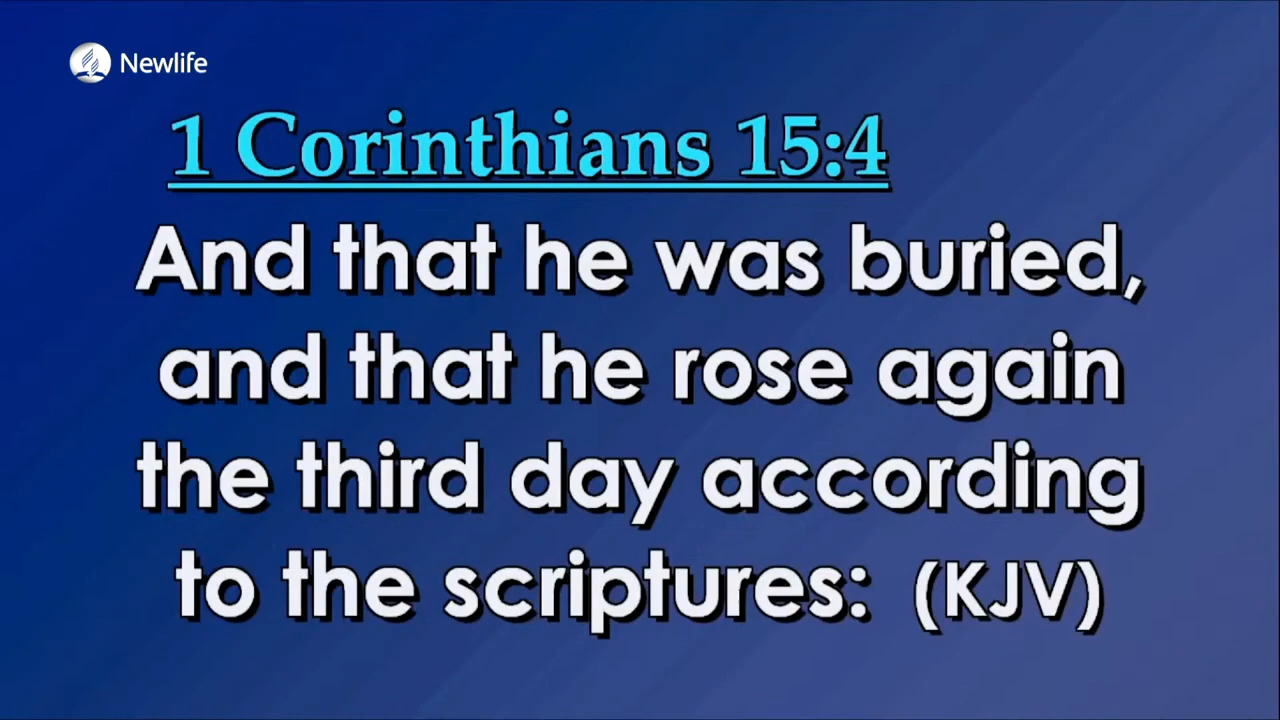 Newlife
1 Corinthians 15:4
And that he was buried,
and that he rose again
the third day according
to the scriptures: (KJV)